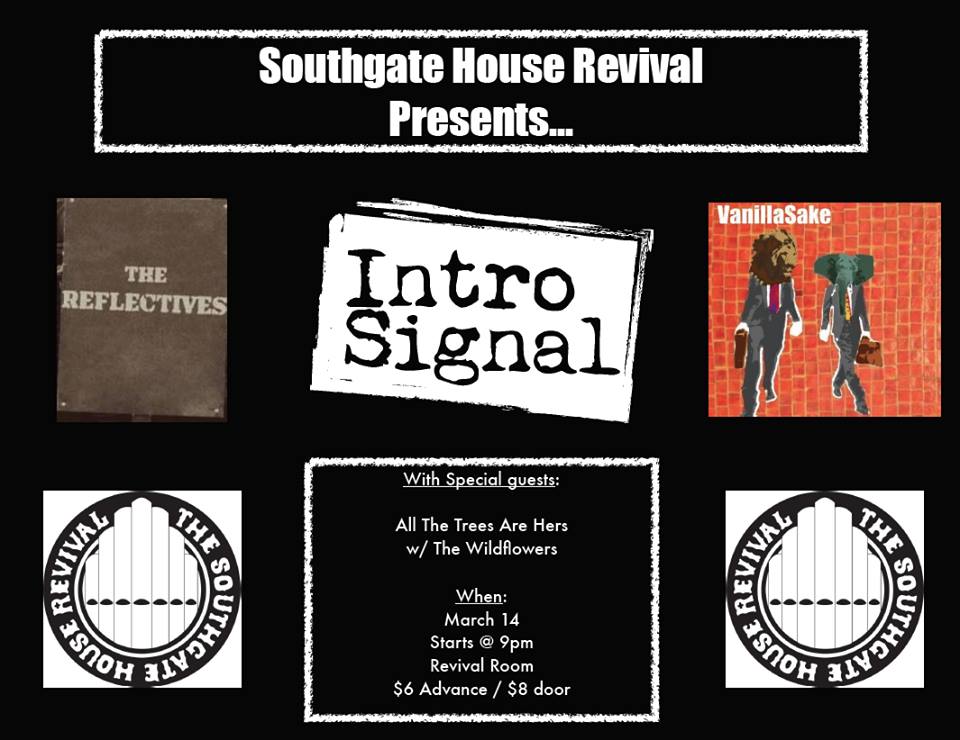 Southgate House Revival
Presents...
THE
REFLECTIVES
Intro
Signal
VanillaSake
With Special guests:
All The Trees Are Hers
w/ The Wildflowers
When:
March 14
Starts @ 9pm
Revival Room
$6 Advance / $8 door
THE SOUTHGATE HOUSE REVIVAL
THE SOUTHGATE HOUSE REVIVAL